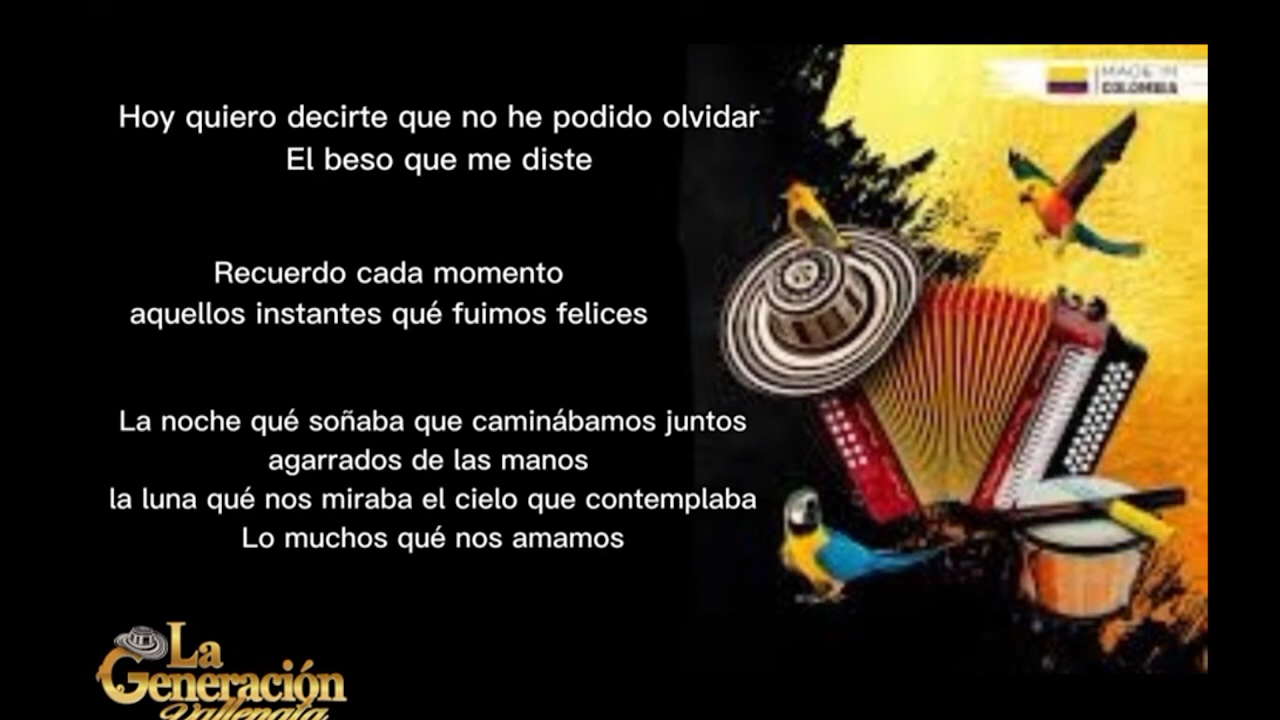 Hoy quiero decirte que no he podido olvidar
El beso que me diste
Recuerdo cada momento
aquellos instantes qué fuimos felices
La noche qué soñaba que caminábamos juntos
agarrados de las manos
la luna qué nos miraba el cielo que contemplaba
Lo muchos qué nos amamos
MADE IN
COLOMBIA
La
Generación
Vallenata